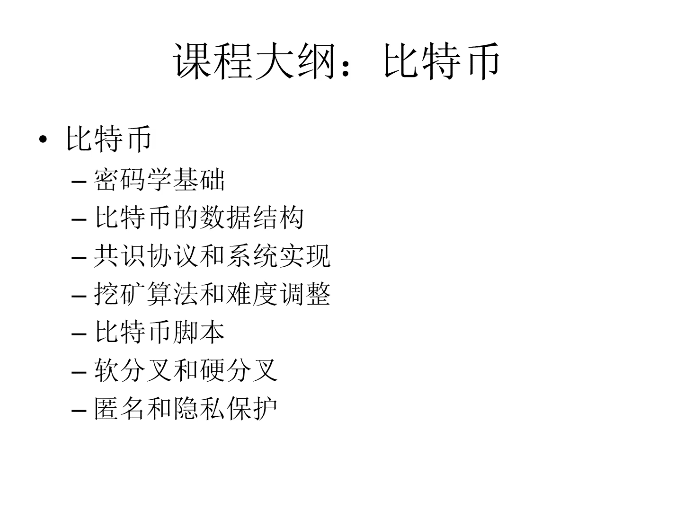 课程大纲：比特币
• 比特币
– 密码学基础
– 比特币的数据结构
– 共识协议和系统实现
– 挖矿算法和难度调整
– 比特币脚本
– 软分叉和硬分叉
– 匿名和隐私保护